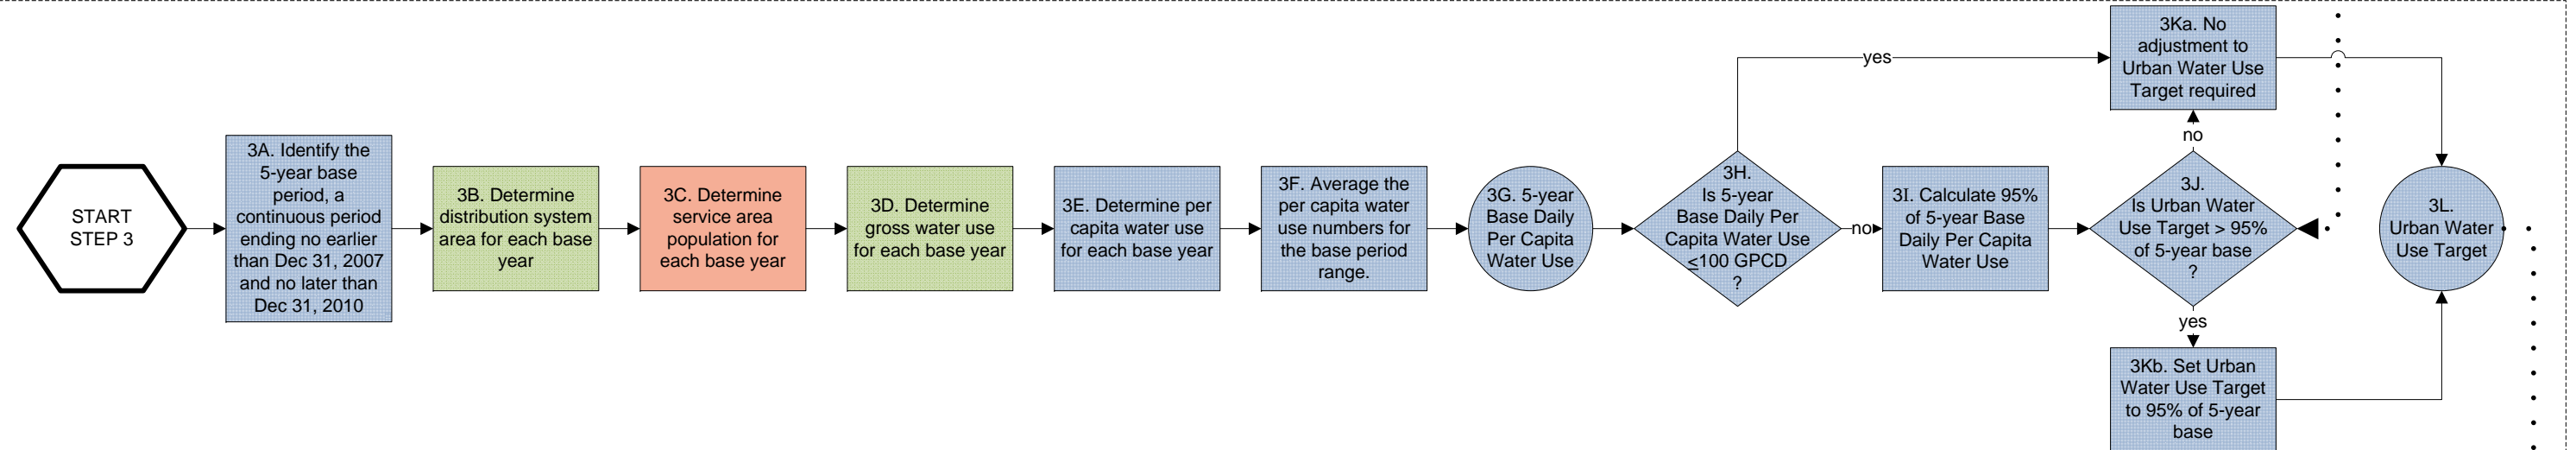 START
STEP 3
3A. Identify the
5-year base
period, a
continuous period
ending no earlier
than Dec 31, 2007
and no later than
Dec 31, 2010
3B. Determine
distribution system
area for each base
year
3C. Determine
service area
population for
each base year
3D. Determine
gross water use
for each base year
3E. Determine per
capita water use
for each base year
3F. Average the
per capita water
use numbers for
the base period
range.
3G. 5-year
Base Daily
Per Capita
Water Use
3H.
Is 5-year
Base Daily Per
Capita Water Use
≤100 GPCD
?
yes
no
3I. Calculate 95%
of 5-year Base
Daily Per Capita
Water Use
3J.
Is Urban Water
Use Target > 95%
of 5-year base
?
no
3Ka. No
adjustment to
Urban Water Use
Target required
yes
3Kb. Set Urban
Water Use Target
to 95% of 5-year
base
3L.
Urban Water
Use Target